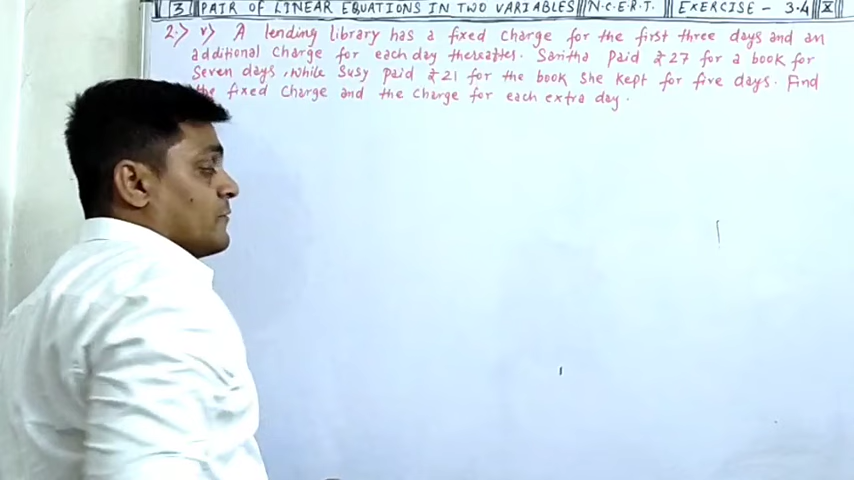 3 PAIR OF LINEAR EQUATIONS IN TWO VARIABLES N.C.E.R.T. EXERCISE - 3.4 X
2.> v> A lending library has a fixed charge for the first three days and an
additional charge for each day thereafter. Saritha paid ₹27 for a book for
Seven days, while Susy paid ₹21 for the book She kept for five days. Find
the fixed Charge and the Charge for each extra day.